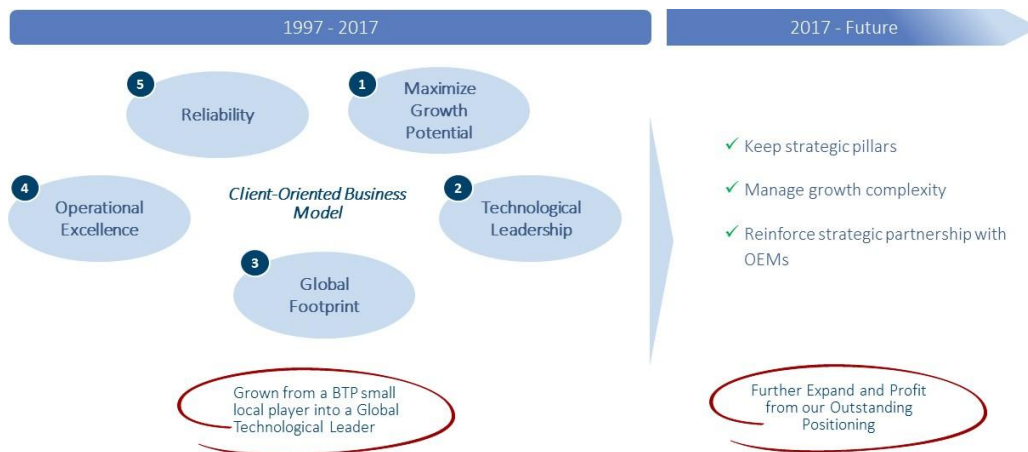 1997 - 2017
2017 - Future
5
Reliability
1
Maximize
Growth
Potential
4
Operational
Excellence
Client-Oriented Business
Model
2
Technological
Leadership
3
Global
Footprint
Grown from a BTP small
local player into a Global
Technological Leader
✓ Keep strategic pillars
✓ Manage growth complexity
✓ Reinforce strategic partnership with
OEMs
Further Expand and Profit
from our Outstanding
Positioning